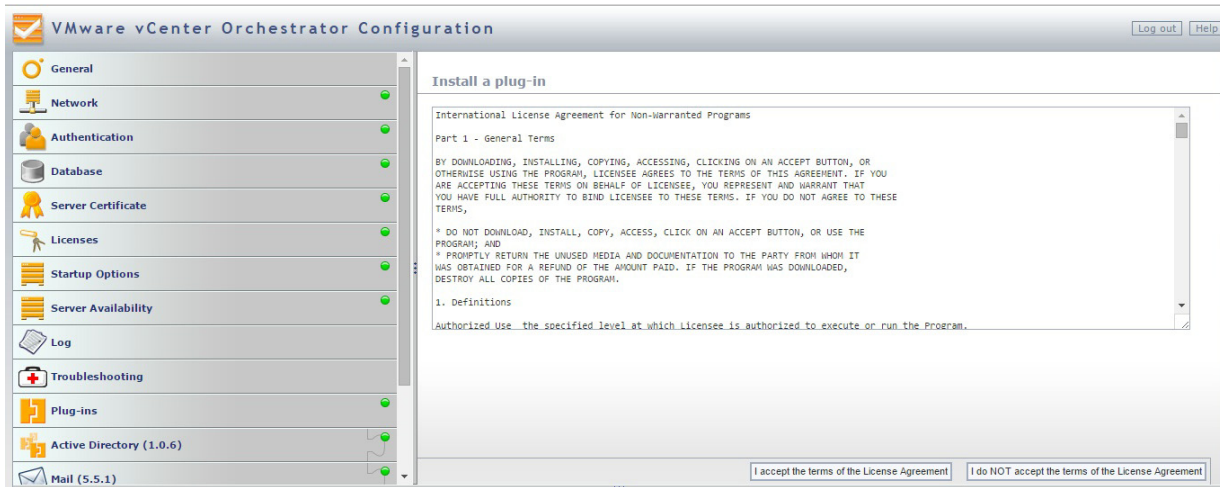 VMware vCenter Orchestrator Configuration
Log out
Help
General
Network
Authentication
Database
Server Certificate
Licenses
Startup Options
Server Availability
Log
Troubleshooting
Plug-ins
Active Directory (1.0.6)
Mail (5.5.1)
Install a plug-in
International License Agreement for Non-Warranted Programs
Part 1 - General Terms
BY DOWNLOADING, INSTALLING, COPYING, ACCESSING, CLICKING ON AN ACCEPT BUTTON, OR
OTHERWISE USING THE PROGRAM, LICENSEE AGREES TO THE TERMS OF THIS AGREEMENT. IF YOU
ARE ACCEPTING THESE TERMS ON BEHALF OF LICENSEE, YOU REPRESENT AND WARRANT THAT
YOU HAVE FULL AUTHORITY TO BIND LICENSEE TO THESE TERMS. IF YOU DO NOT AGREE TO THESE
TERMS,
* DO NOT DOWNLOAD, INSTALL, COPY, ACCESS, CLICK ON AN ACCEPT BUTTON, OR USE THE
PROGRAM; AND
* PROMPTLY RETURN THE UNUSED MEDIA AND DOCUMENTATION TO THE PARTY FROM WHOM IT
WAS OBTAINED FOR A REFUND OF THE AMOUNT PAID. IF THE PROGRAM WAS DOWNLOADED,
DESTROY ALL COPIES OF THE PROGRAM.
1. Definitions
Authorized Use  the specified level at which Licensee is authorized to execute or run the Program.
I accept the terms of the License Agreement
I do NOT accept the terms of the License Agreement